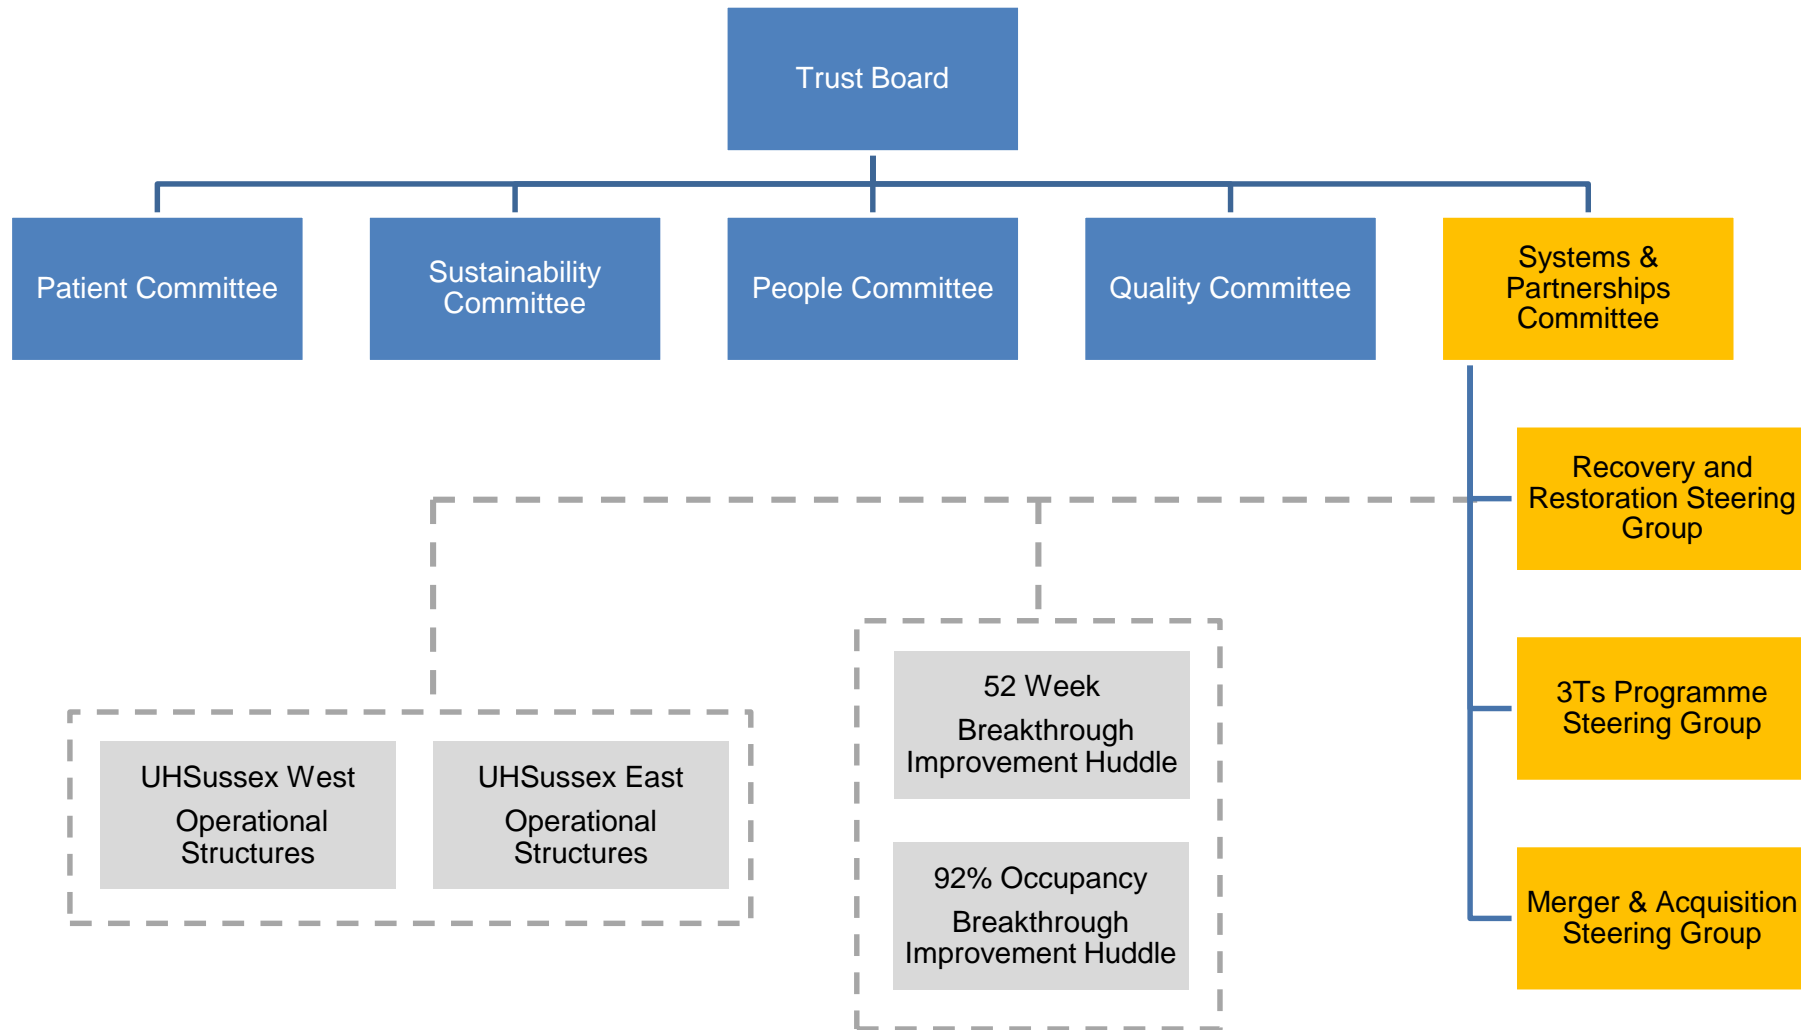 Trust Board
Patient Committee
Sustainability
Committee
People Committee
Quality Committee
Systems &
Partnerships
Committee
Recovery and
Restoration Steering
Group
52 Week
Breakthrough
Improvement Huddle
3Ts Programme
Steering Group
UHSussex West
Operational
Structures
UHSussex East
Operational
Structures
92% Occupancy
Breakthrough
Improvement Huddle
Merger & Acquisition
Steering Group